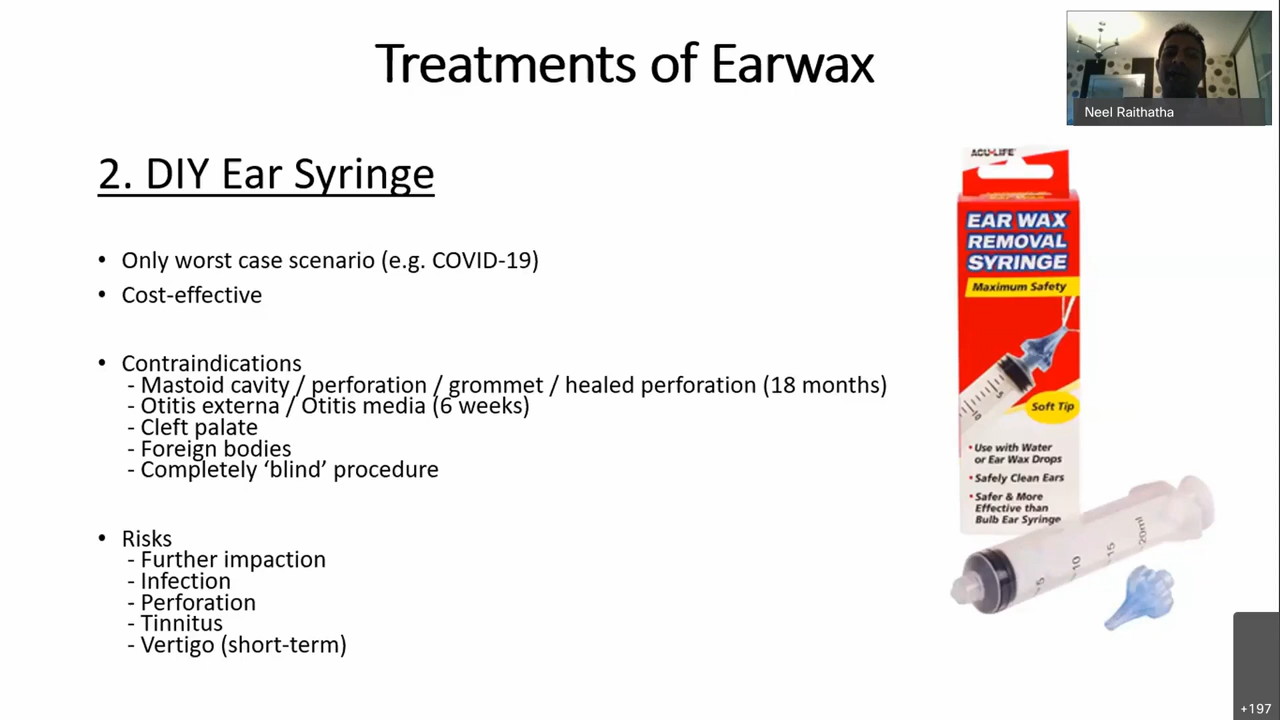 Treatments of Earwax
Neel Raithatha
2. DIY Ear Syringe
• Only worst case scenario (e.g. COVID-19)
• Cost-effective
• Contraindications
- Mastoid cavity / perforation / grommet / healed perforation (18 months)
- Otitis externa / Otitis media (6 weeks)
- Cleft palate
- Foreign bodies
- Completely ‘blind’ procedure
• Risks
- Further impaction
- Infection
- Perforation
- Tinnitus
- Vertigo (short-term)
ACU-LIFE
EAR WAX
REMOVAL
SYRINGE
Maximum Safety
Soft Tip
• Use with Water
or Ear Wax Drops
• Safely Clean Ears
• Safer & More
Effective than
Bulb Ear Syringe
5
10
15
20ml
+197